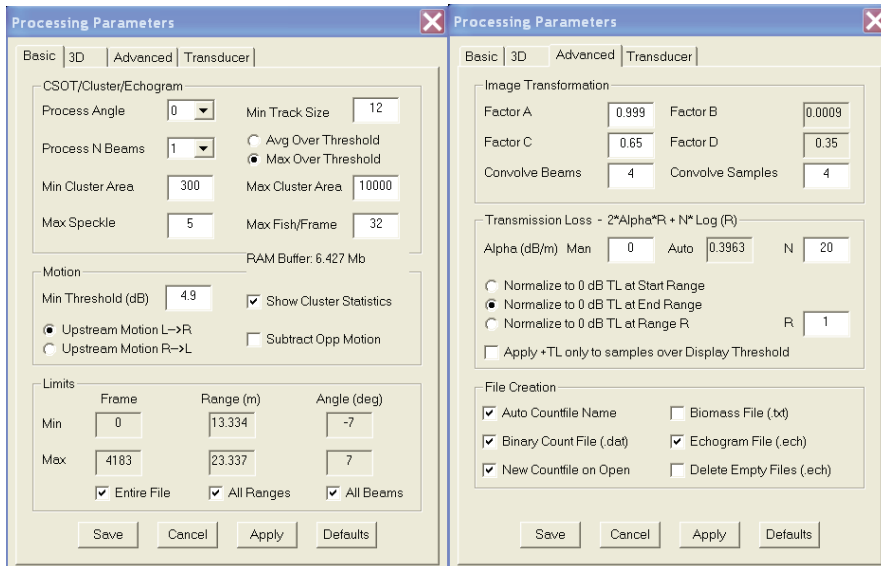 Processing Parameters
Basic 3D Advanced Transducer
CSOT/Cluster/Echogram
Process Angle 0 Min Track Size 12
Process N Beams 1 Avg Over Threshold
Max Over Threshold
Min Cluster Area 300 Max Cluster Area 10000
Max Speckle 5 Max Fish/Frame 32
RAM Buffer: 6.427 Mb
Motion
Min Threshold (dB) 4.9 Show Cluster Statistics
Upstream Motion L->R
Upstream Motion R->L
Subtract Opp Motion
Limits
Frame Range (m) Angle (deg)
Min 0 13.334 -7
Max 4183 23.337 7
Entire File All Ranges All Beams
Save Cancel Apply Defaults
Processing Parameters
Basic 3D Advanced Transducer
Image Transformation
Factor A 0.999 Factor B 0.0009
Factor C 0.65 Factor D 0.35
Convolve Beams 4 Convolve Samples 4
Transmission Loss - 2*Alpha*R + N* Log (R)
Alpha (dB/m) Man 0 Auto 0.3963 N 20
Normalize to 0 dB TL at Start Range
Normalize to 0 dB TL at End Range
Normalize to 0 dB TL at Range R R 1
Apply +TL only to samples over Display Threshold
File Creation
Auto Countfile Name Biomass File (.txt)
Binary Count File (.dat) Echogram File (.ech)
New Countfile on Open Delete Empty Files (.ech)
Save Cancel Apply Defaults